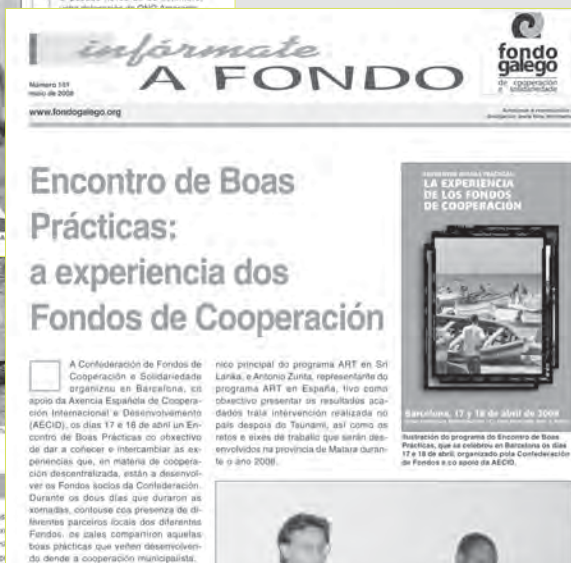 infórmate
A FONDO
Número 137
maio de 2008
www.fondogalego.org
fondo
galego
de cooperación
e solidariedade
Encontro de Boas
Prácticas:
a experiencia dos
Fondos de Cooperación
A Confederación de Fondos de
Cooperación e Solidariedade
organizou en Barcelona, co
apoio da Axencia Española de Coopera-
ción Internacional e Desenvolvemento
(AECID), os días 17 e 18 de abril un En-
contro de Boas Prácticas co obxectivo
de dar a coñecer e intercambiar as ex-
periencias que, en materia de coopera-
ción descentralizada, están a desenvol-
ver os Fondos socios da Confederación.
Durante os dous días que duraron as
xornadas, contouse coa presenza de di-
ferentes parceiros locais dos diferentes
Fondos, os cales compartiron aquelas
boas prácticas que veñen desenvolven-
do dende a cooperación municipalista.
nico principal do programa ART en Sri
Lanka, e Antonio Zurita, representante do
programa ART en España, tivo como
obxectivo presentar os resultados aca-
dados trala intervención realizada no
país despois do Tsunami, así como os
retos e eixes de traballo que serán des-
envolvidos na provincia de Matara duran-
te o ano 2008.
LA EXPERIENCIA
DE LOS FONDOS
DE COOPERACIÓN
Barcelona, 17 y 18 de abril de 2008
Ilustración do programa do Encontro de Boas
Prácticas, que se celebrou en Barcelona os días
17 e 18 de abril, organizado pola Confederación
de Fondos e co apoio da AECID.